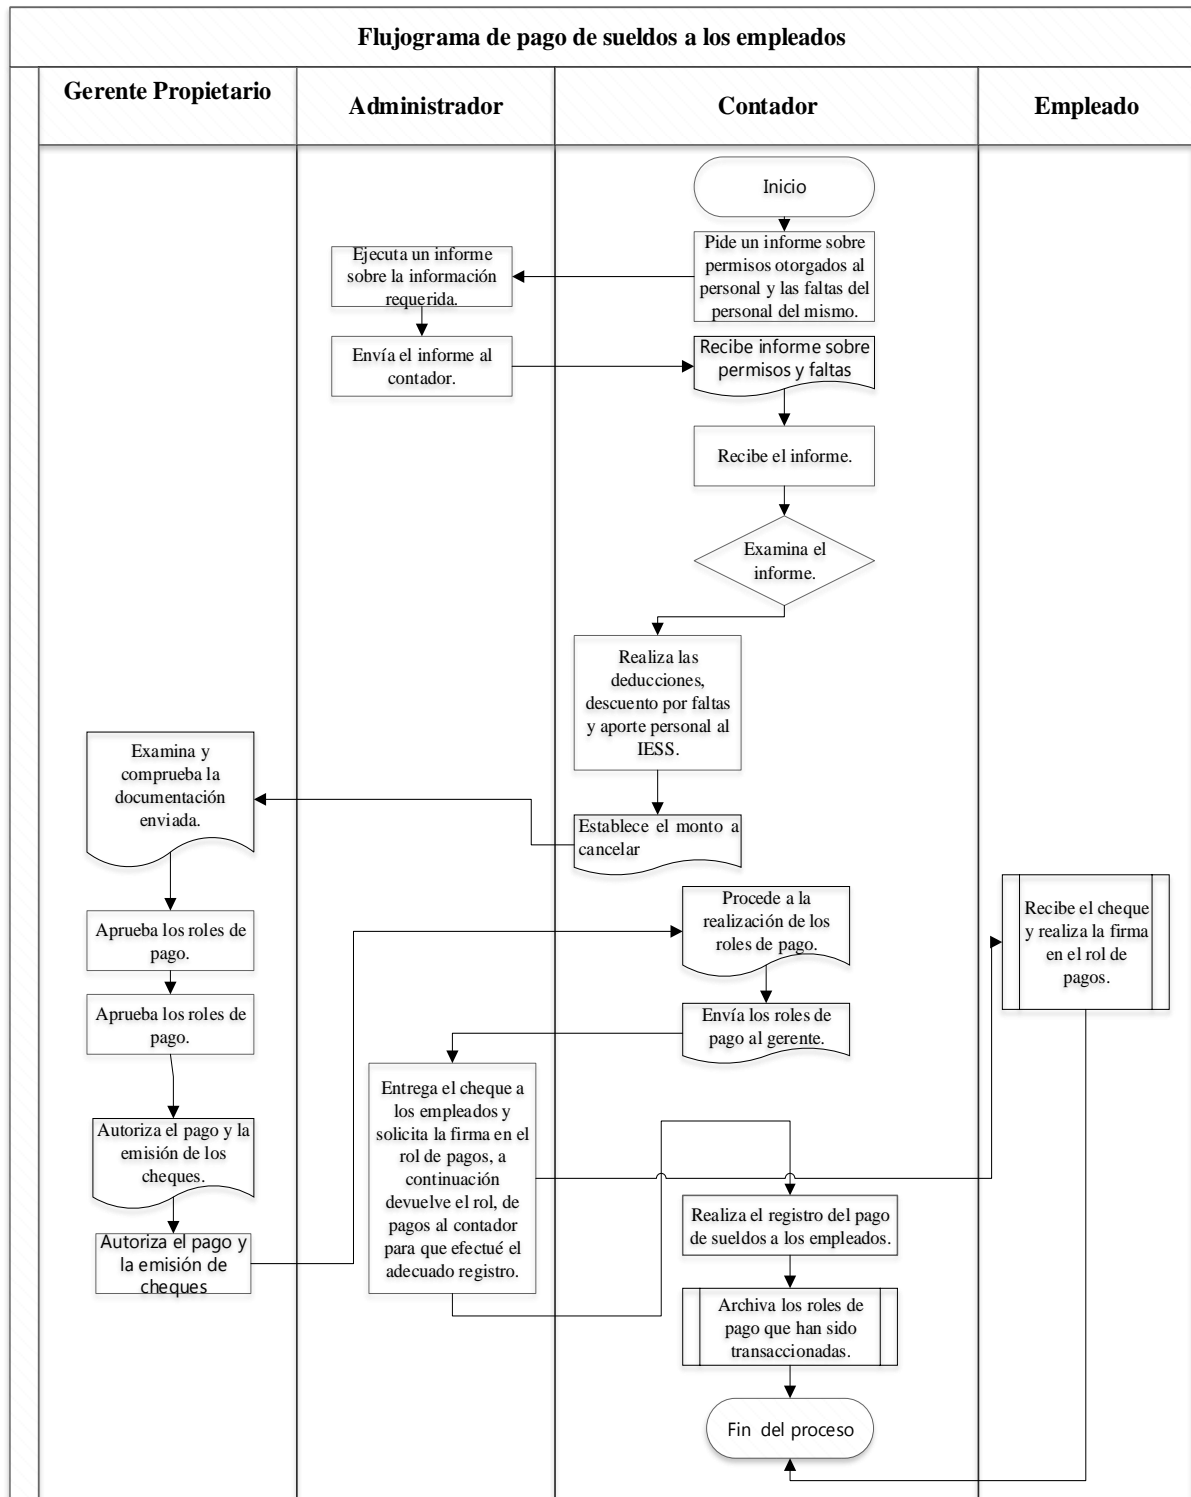 Flujograma de pago de sueldos a los empleados
Gerente Propietario
Administrador
Contador
Empleado
Inicio
Pide un informe sobre
permisos otorgados al
personal y las faltas del
personal del mismo.
Ejecuta un informe
sobre la información
requerida.
Envía el informe al
contador.
Recibe informe sobre
permisos y faltas
Recibe el informe.
Examina el
informe.
Realiza las
deducciones,
descuento por faltas
y aporte personal al
IESS.
Establece el monto a
cancelar
Examina y
comprueba la
documentación
enviada.
Aprueba los roles de
pago.
Aprueba los roles de
pago.
Autoriza el pago y la
emisión de los
cheques.
Autoriza el pago y
la emisión de
cheques
Procede a la
realización de los
roles de pago.
Envía los roles de
pago al gerente.
Entrega el cheque a
los empleados y
solicita la firma en el
rol de pagos, a
continuación
devuelve el rol, de
pagos al contador
para que efectué el
adecuado registro.
Recibe el cheque
y realiza la firma
en el rol de
pagos.
Realiza el registro del pago
de sueldos a los empleados.
Archiva los roles de
pago que han sido
transaccionadas.
Fin del proceso